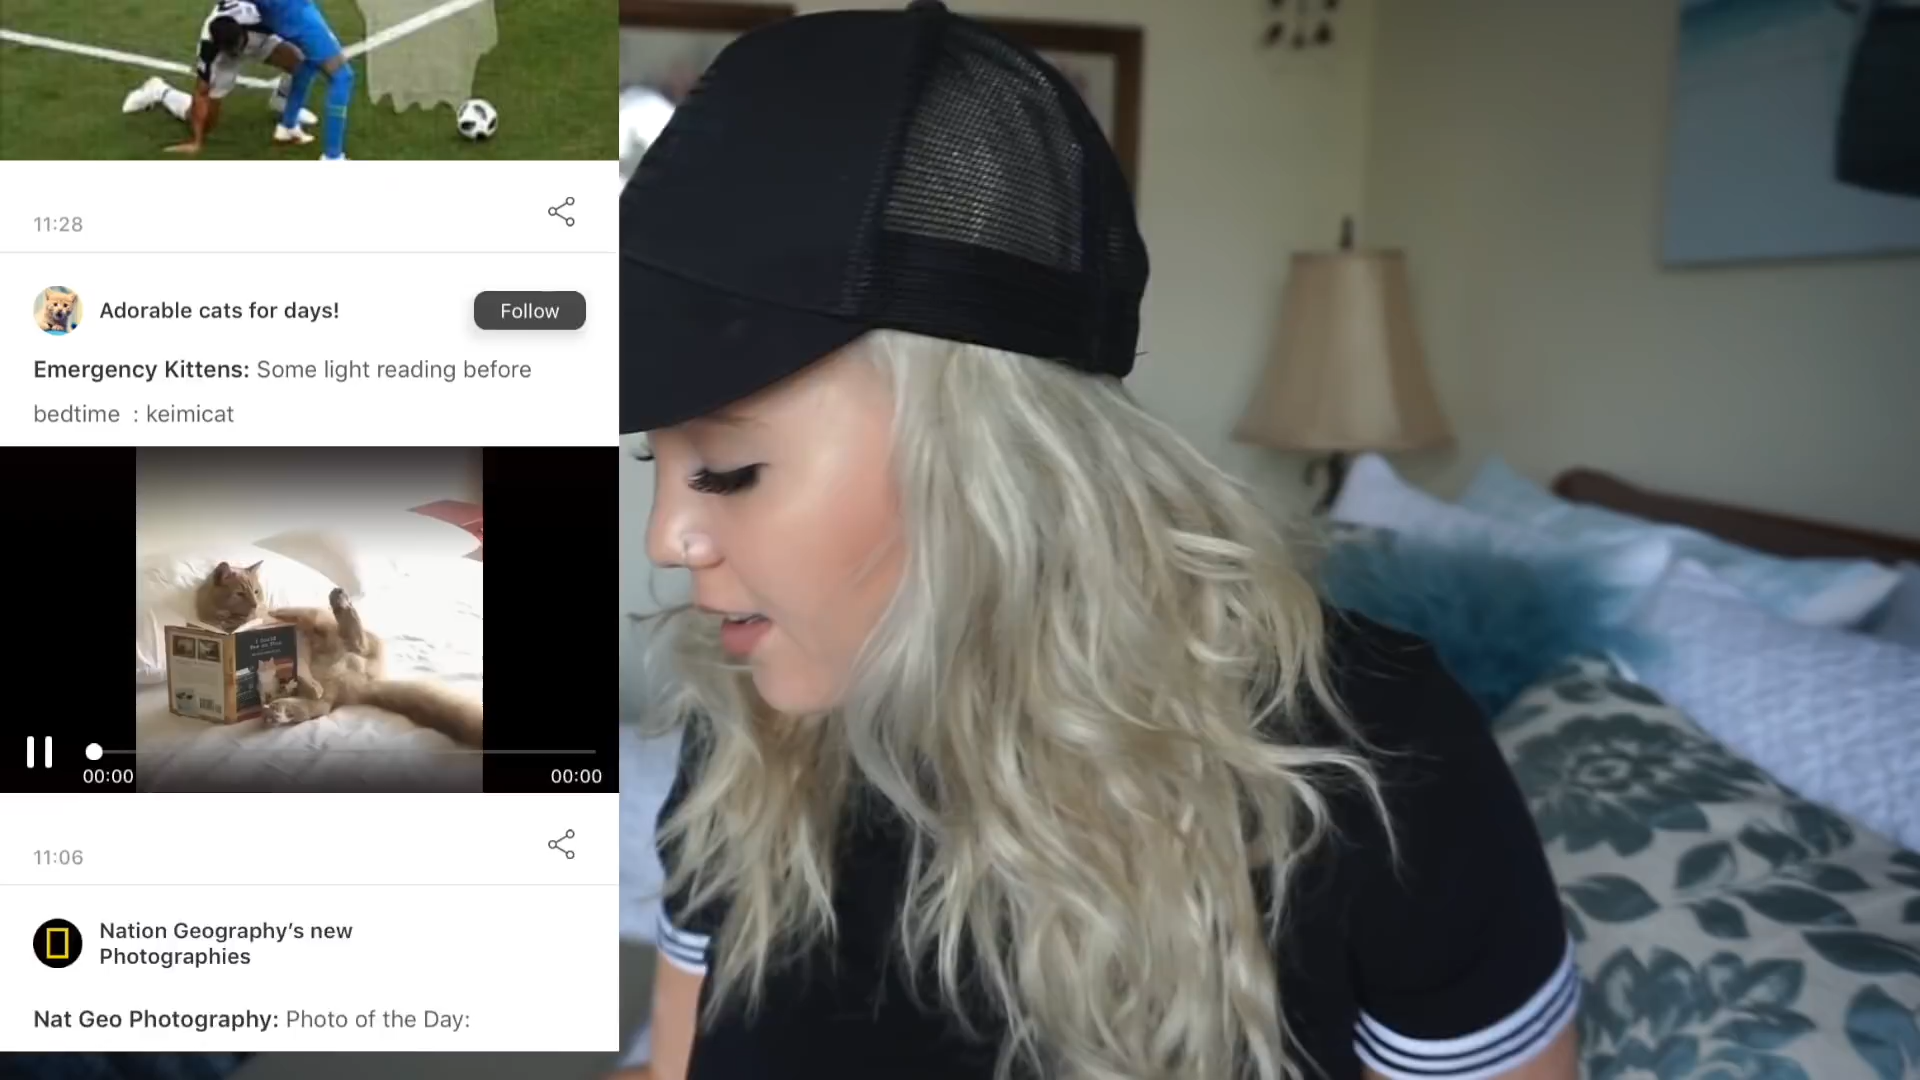 11:28
Adorable cats for days!
Follow
Emergency Kittens: Some light reading before
bedtime : keimicat
00:00
00:00
11:06
Nation Geography’s new
Photographies
Nat Geo Photography: Photo of the Day: